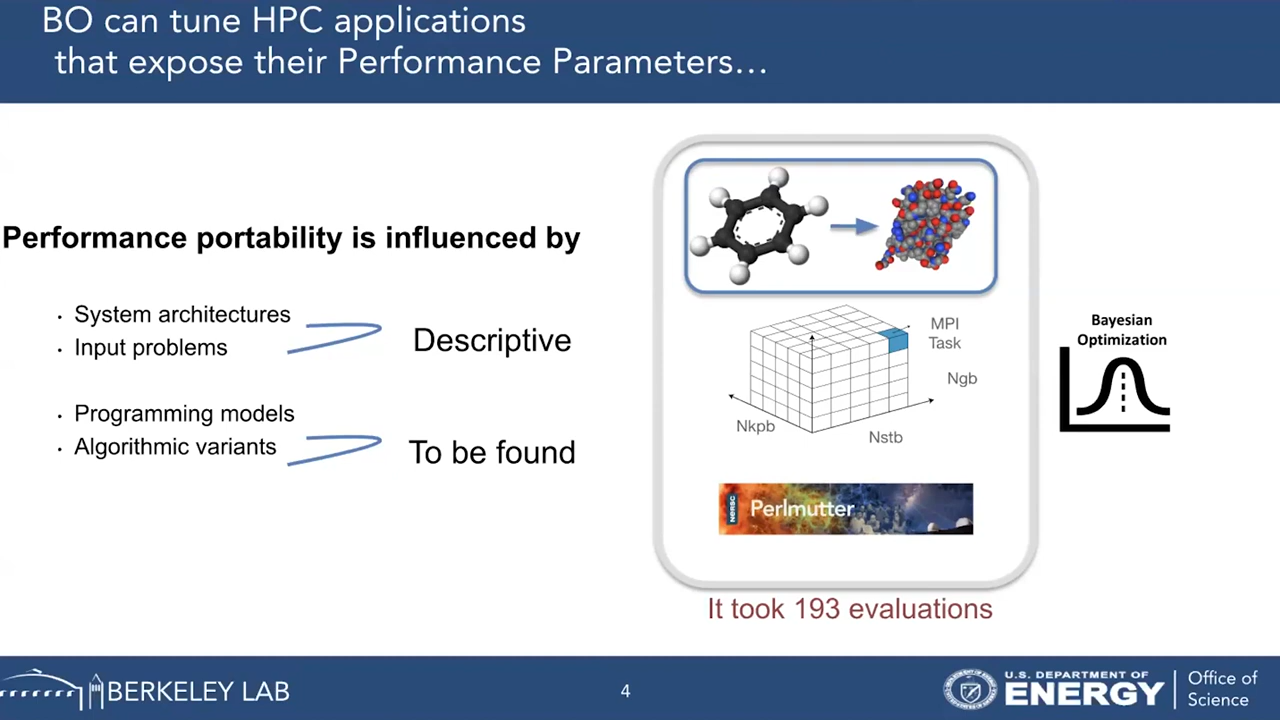 BO can tune HPC applications
that expose their Performance Parameters…
Performance portability is influenced by
• System architectures
• Input problems
Descriptive
• Programming models
• Algorithmic variants
To be found
MPI
Task
Ngb
Nkpb
Nstb
NERSC
Perlmutter
It took 193 evaluations
Bayesian
Optimization
BERKELEY LAB
4
U.S. DEPARTMENT OF
ENERGY
Office of
Science